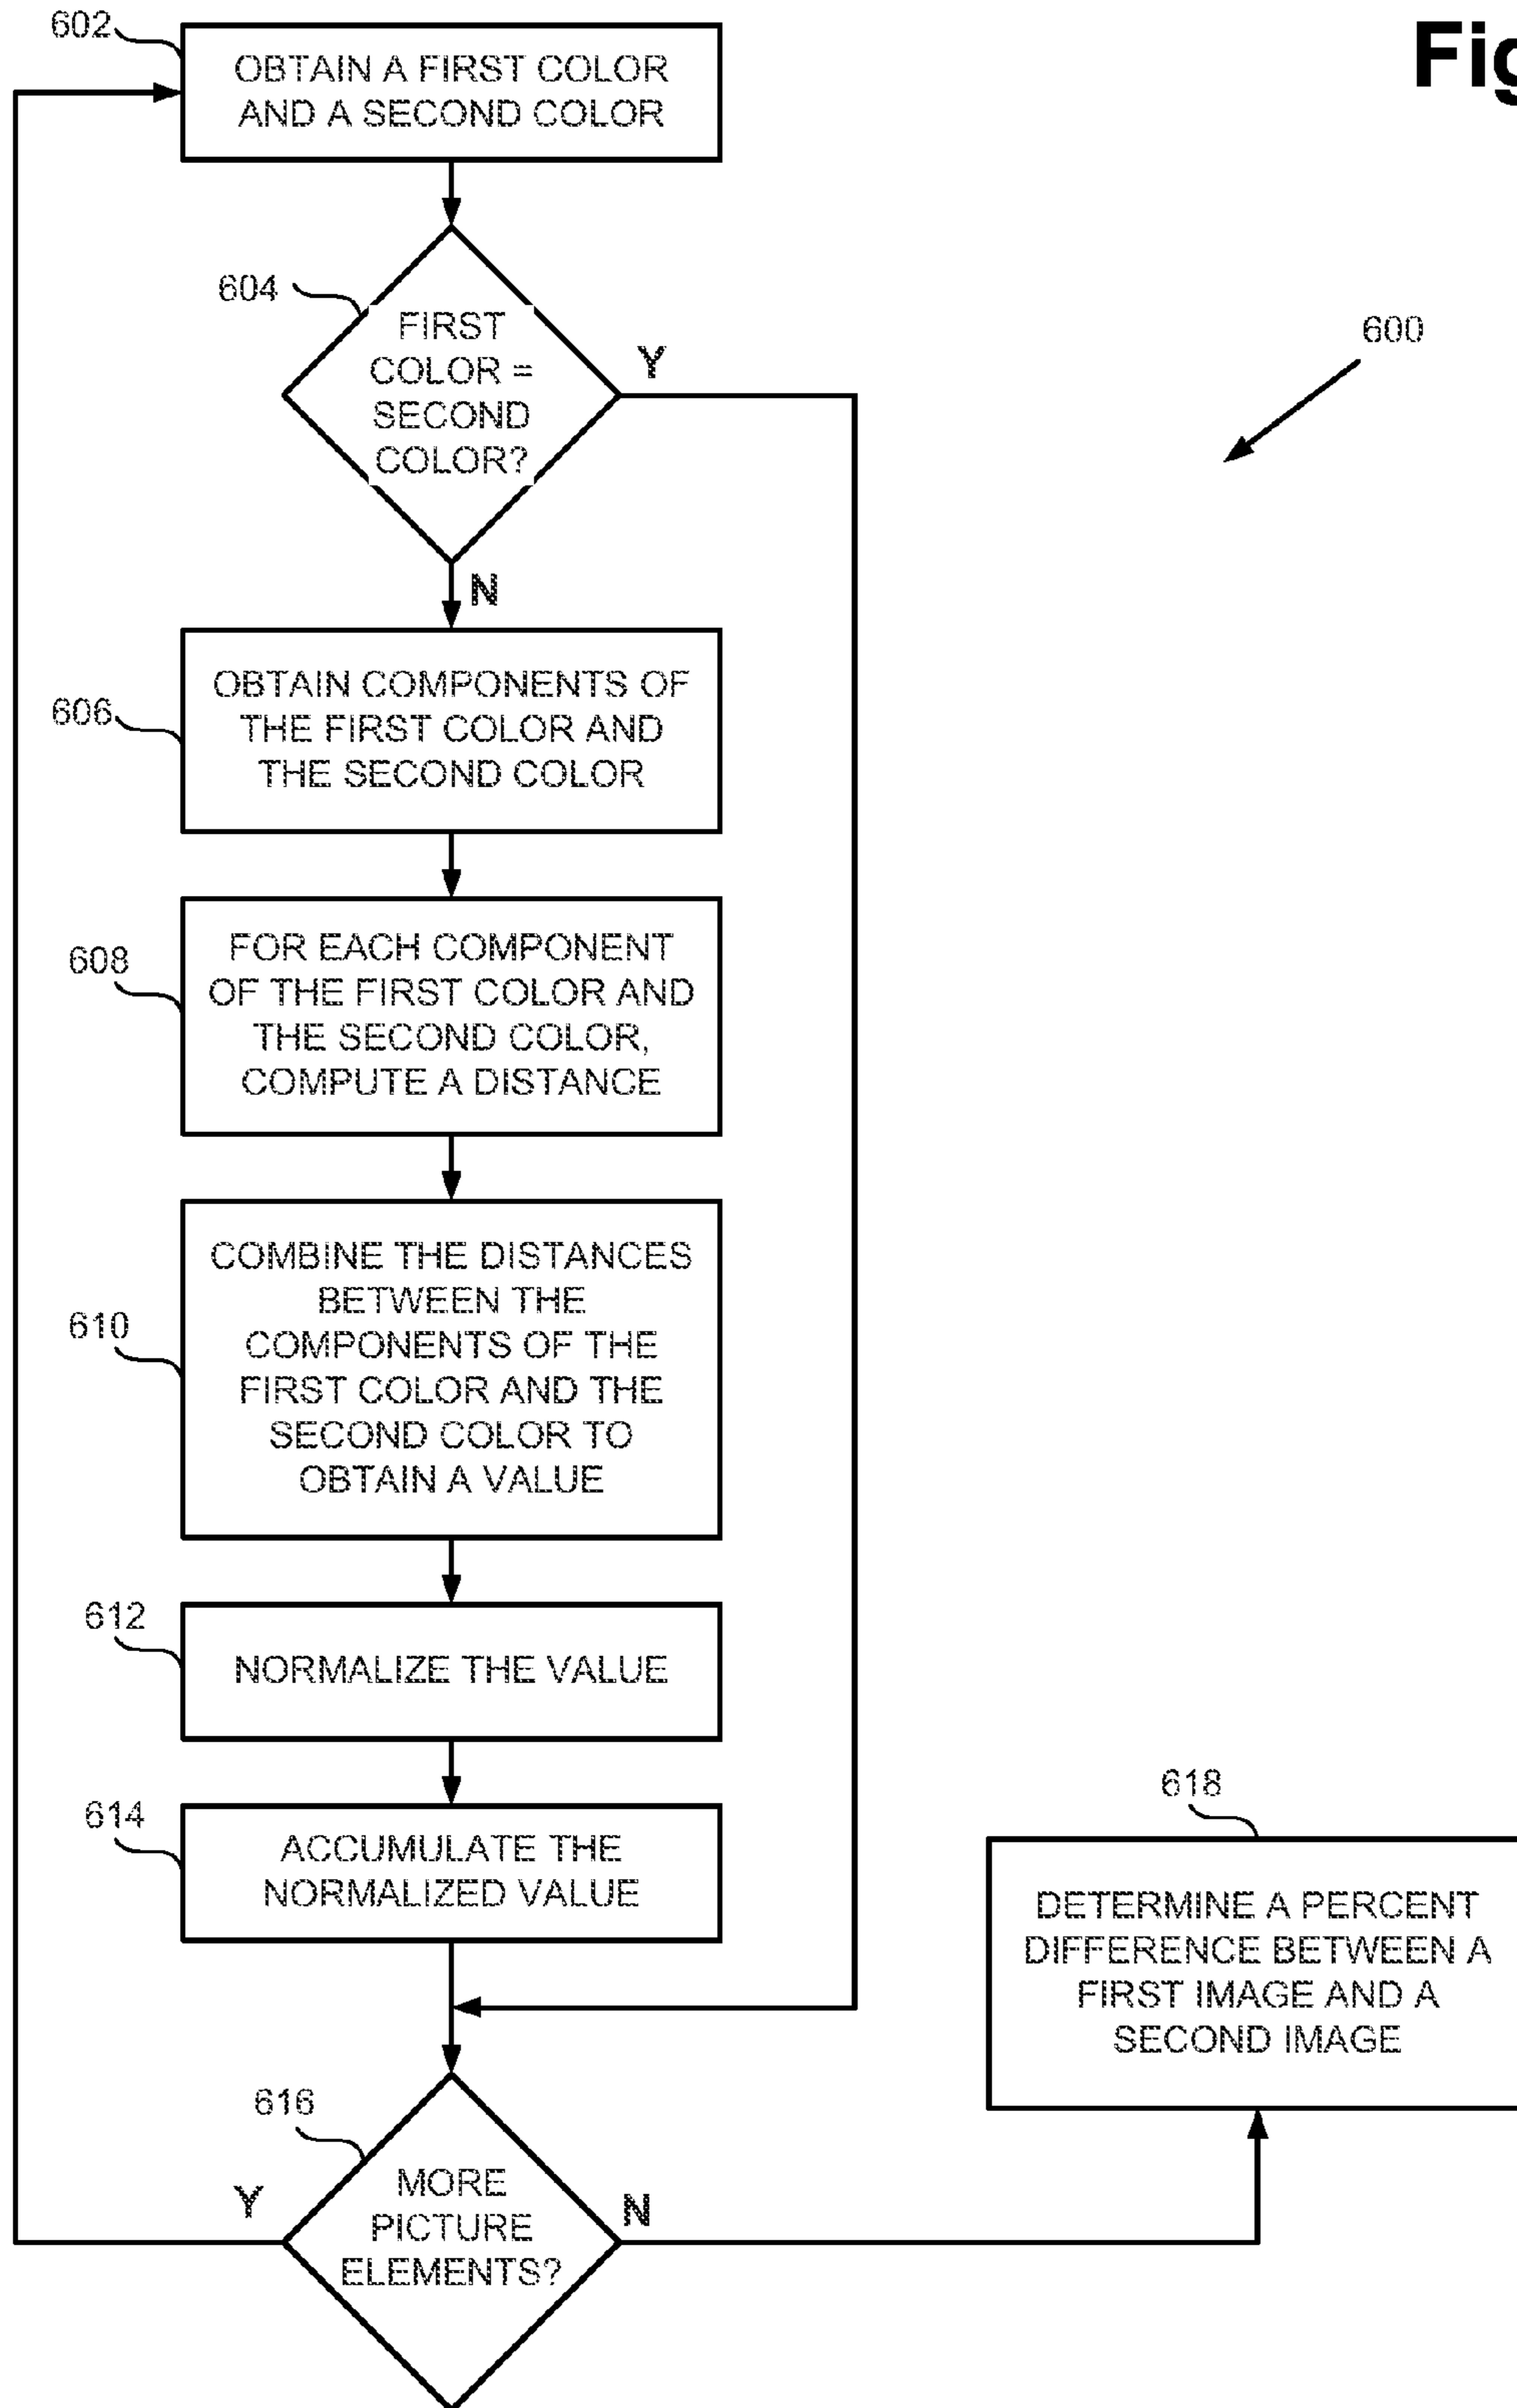 Fig
602
OBTAIN A FIRST COLOR
AND A SECOND COLOR
604
FIRST
COLOR =
SECOND
COLOR?
Y
600
N
606
OBTAIN COMPONENTS OF
THE FIRST COLOR AND
THE SECOND COLOR
608
FOR EACH COMPONENT
OF THE FIRST COLOR AND
THE SECOND COLOR,
COMPUTE A DISTANCE
610
COMBINE THE DISTANCES
BETWEEN THE
COMPONENTS OF THE
FIRST COLOR AND THE
SECOND COLOR TO
OBTAIN A VALUE
612
NORMALIZE THE VALUE
614
ACCUMULATE THE
NORMALIZED VALUE
616
MORE
PICTURE
ELEMENTS?
Y
N
618
DETERMINE A PERCENT
DIFFERENCE BETWEEN A
FIRST IMAGE AND A
SECOND IMAGE